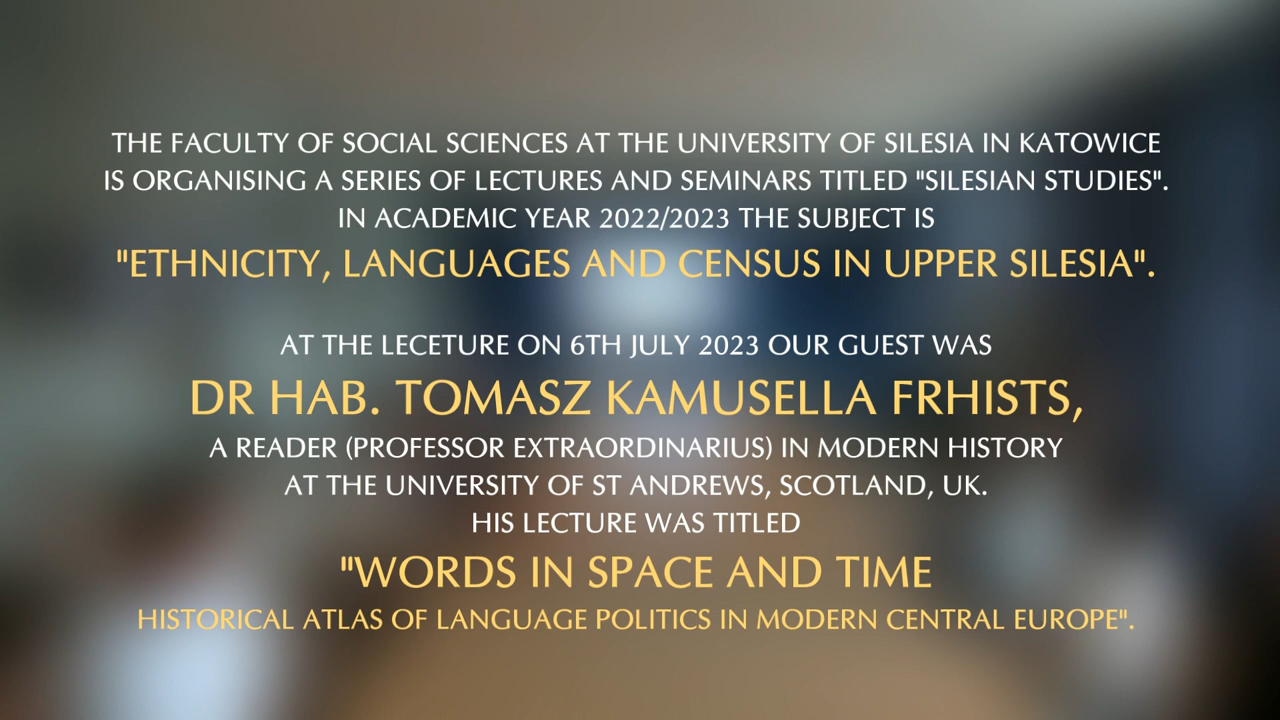 THE FACULTY OF SOCIAL SCIENCES AT THE UNIVERSITY OF SILESIA IN KATOWICE
IS ORGANISING A SERIES OF LECTURES AND SEMINARS TITLED "SILESIAN STUDIES".
IN ACADEMIC YEAR 2022/2023 THE SUBJECT IS
"ETHNICITY, LANGUAGES AND CENSUS IN UPPER SILESIA".
AT THE LECETURE ON 6TH JULY 2023 OUR GUEST WAS
DR HAB. TOMASZ KAMUSELLA FRHISTS,
A READER (PROFESSOR EXTRAORDINARIUS) IN MODERN HISTORY
AT THE UNIVERSITY OF ST ANDREWS, SCOTLAND, UK.
HIS LECTURE WAS TITLED
"WORDS IN SPACE AND TIME
HISTORICAL ATLAS OF LANGUAGE POLITICS IN MODERN CENTRAL EUROPE".